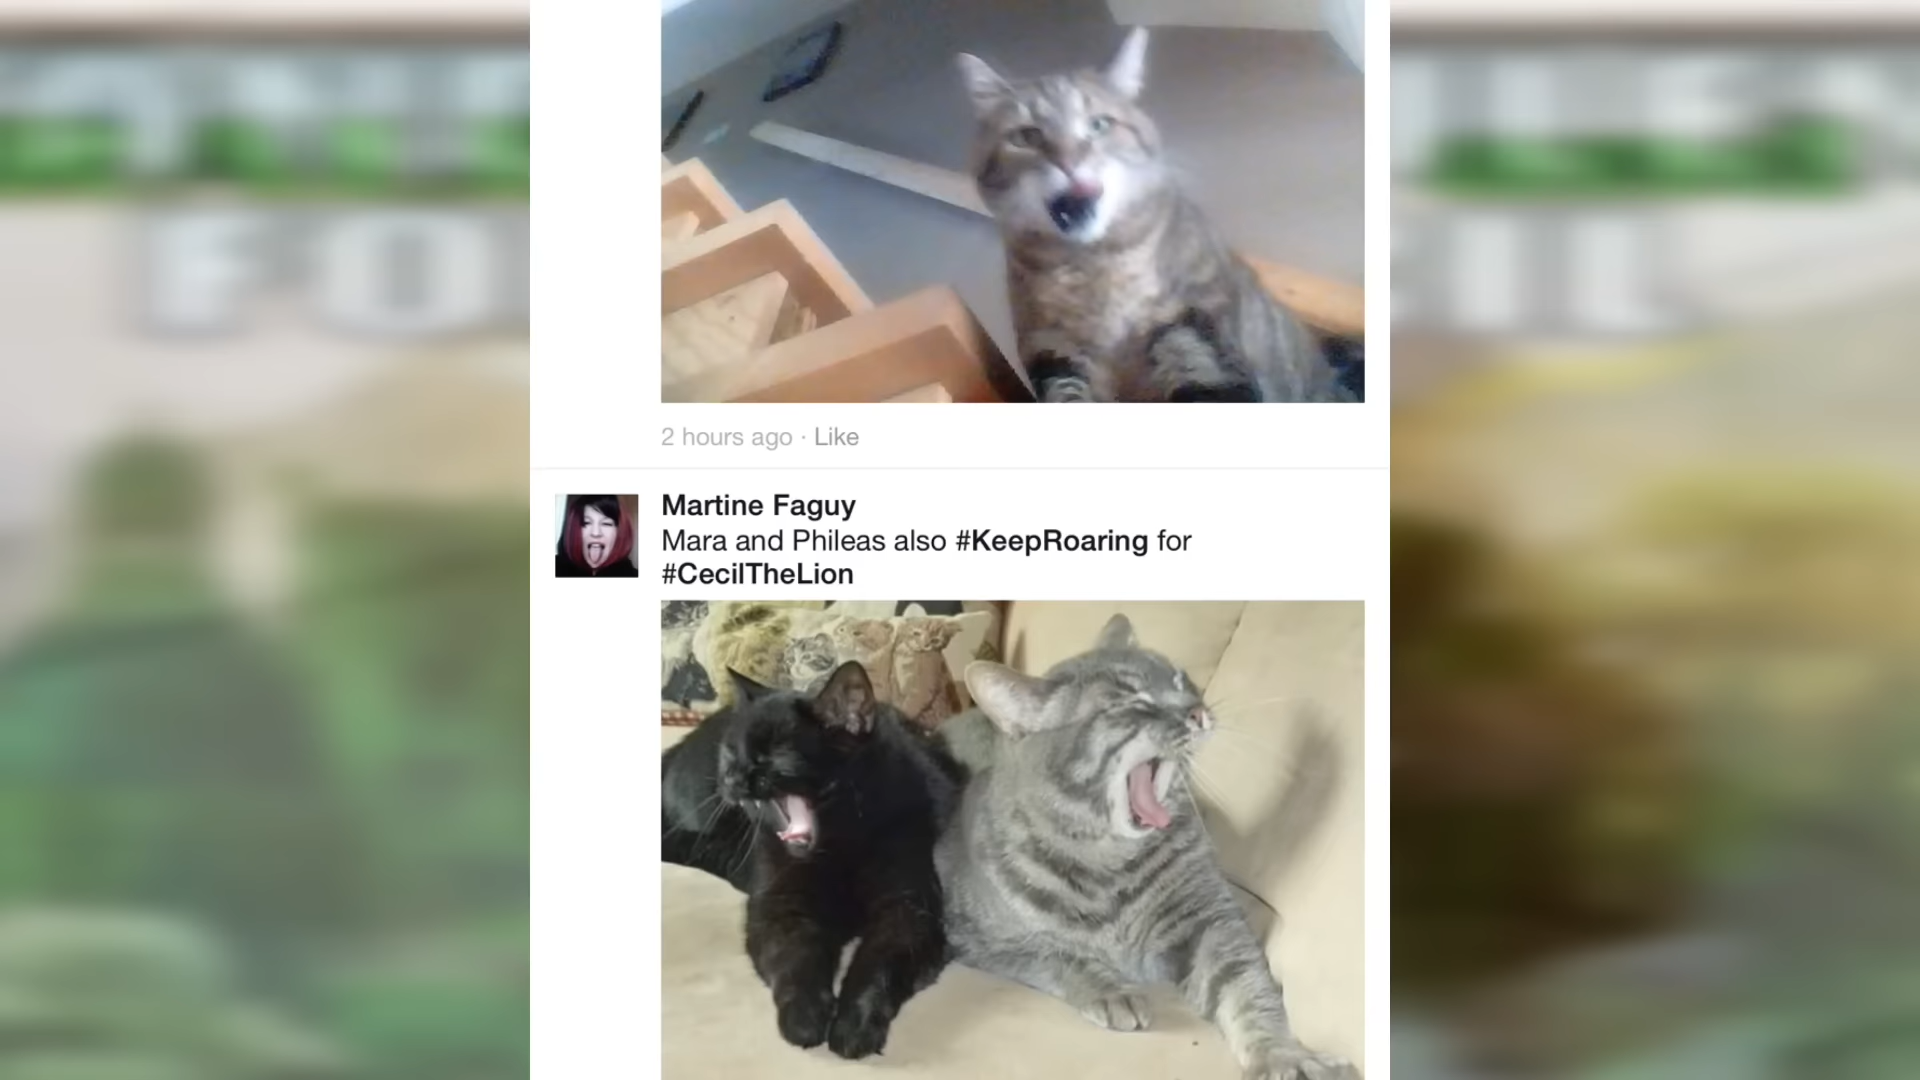 2 hours ago · Like
Martine Faguy
Mara and Phileas also #KeepRoaring for
#CecilTheLion